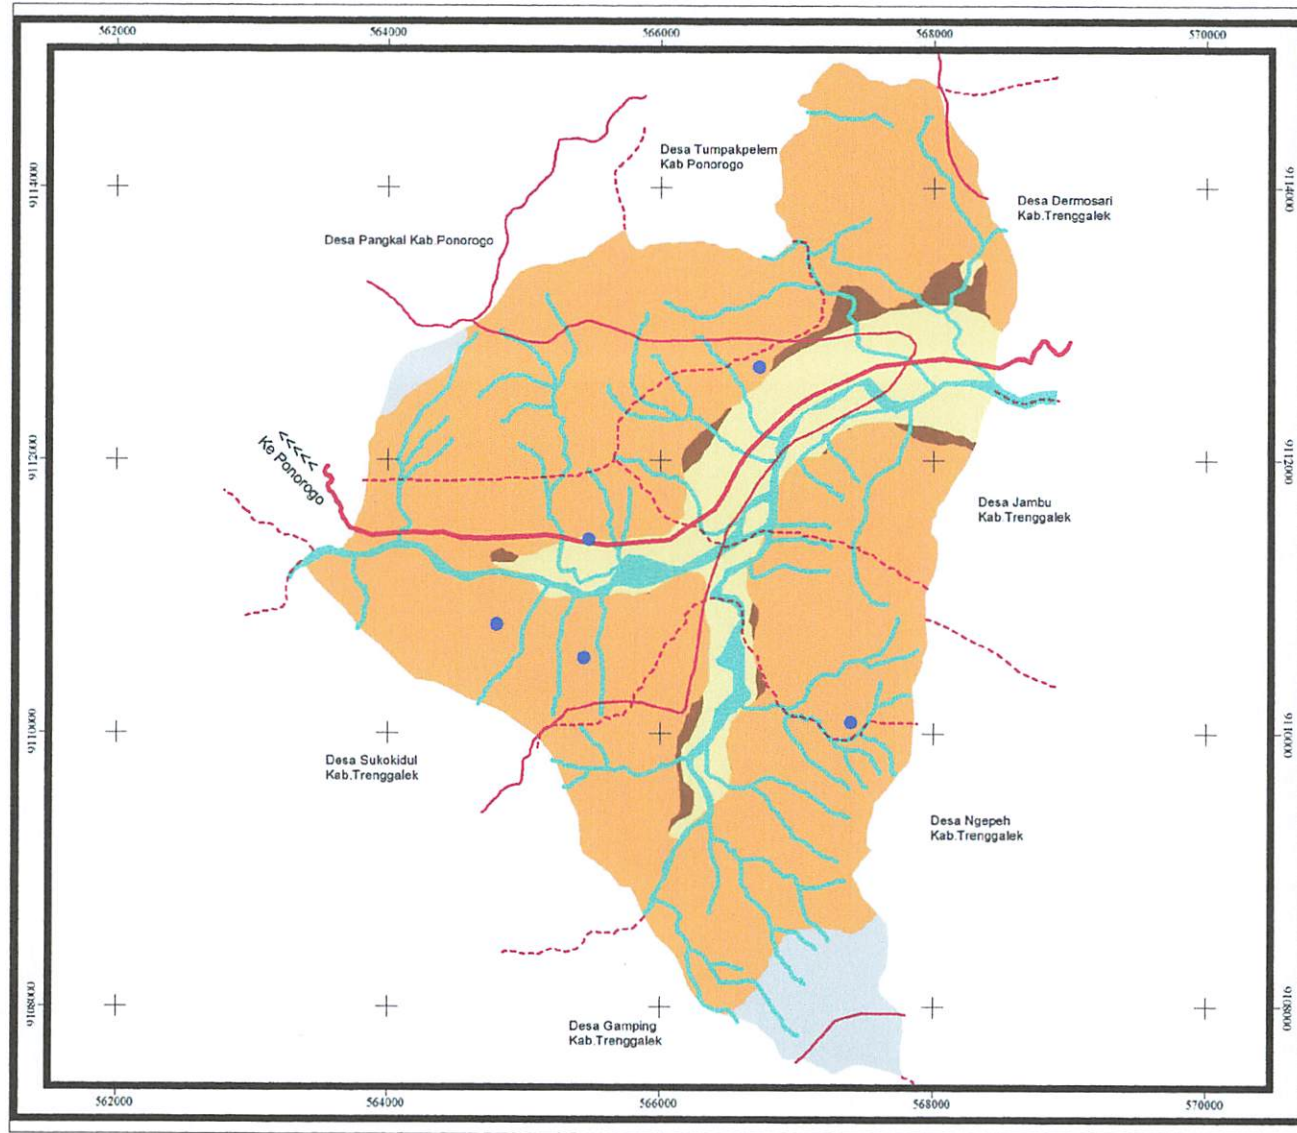 562000 564000 566000 568000 570000
Desa Tumpakpelem
Kab Ponorogo
9114000
9114000
Desa Dermosari
Kab.Trenggalek
Desa Pangkal Kab.Ponorogo
<<<<<
Ke Ponorogo
9112000
9112000
Desa Jambu
Kab.Trenggalek
9110000
9110000
Desa Sukokidul
Kab.Trenggalek
Desa Ngepeh
Kab.Trenggalek
9108000
9108000
Desa Gamping
Kab.Trenggalek
562000 564000 566000 568000 570000